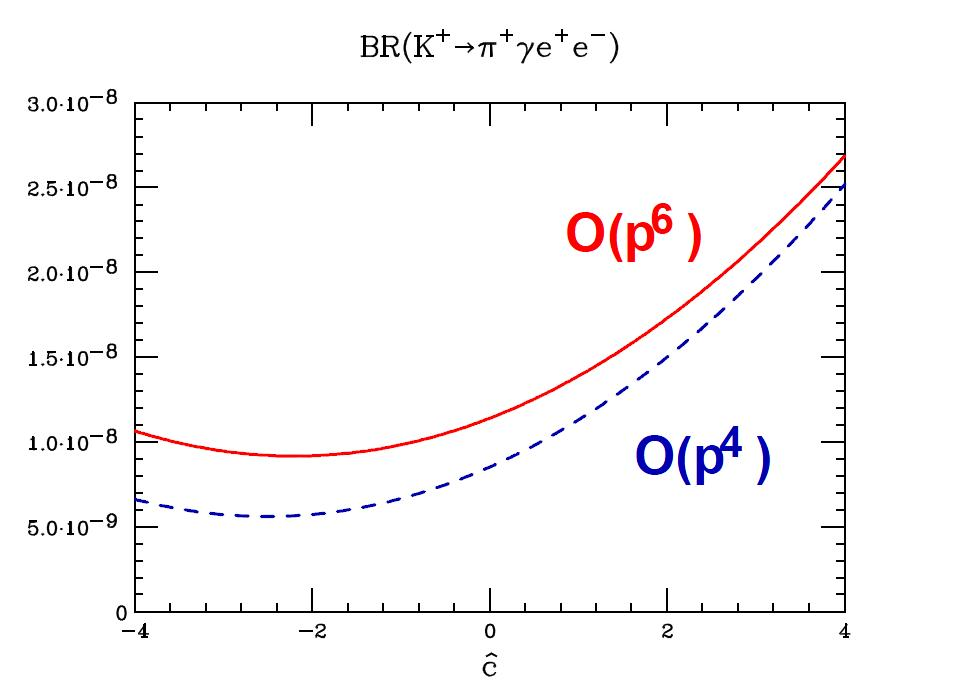 BR(K⁺→π⁺γe⁺e⁻)
3.0·10⁻⁸
2.5·10⁻⁸
2.0·10⁻⁸
1.5·10⁻⁸
1.0·10⁻⁸
5.0·10⁻⁹
0
O(p⁶ )
O(p⁴ )
−4 −2 0 2 4
ĉ